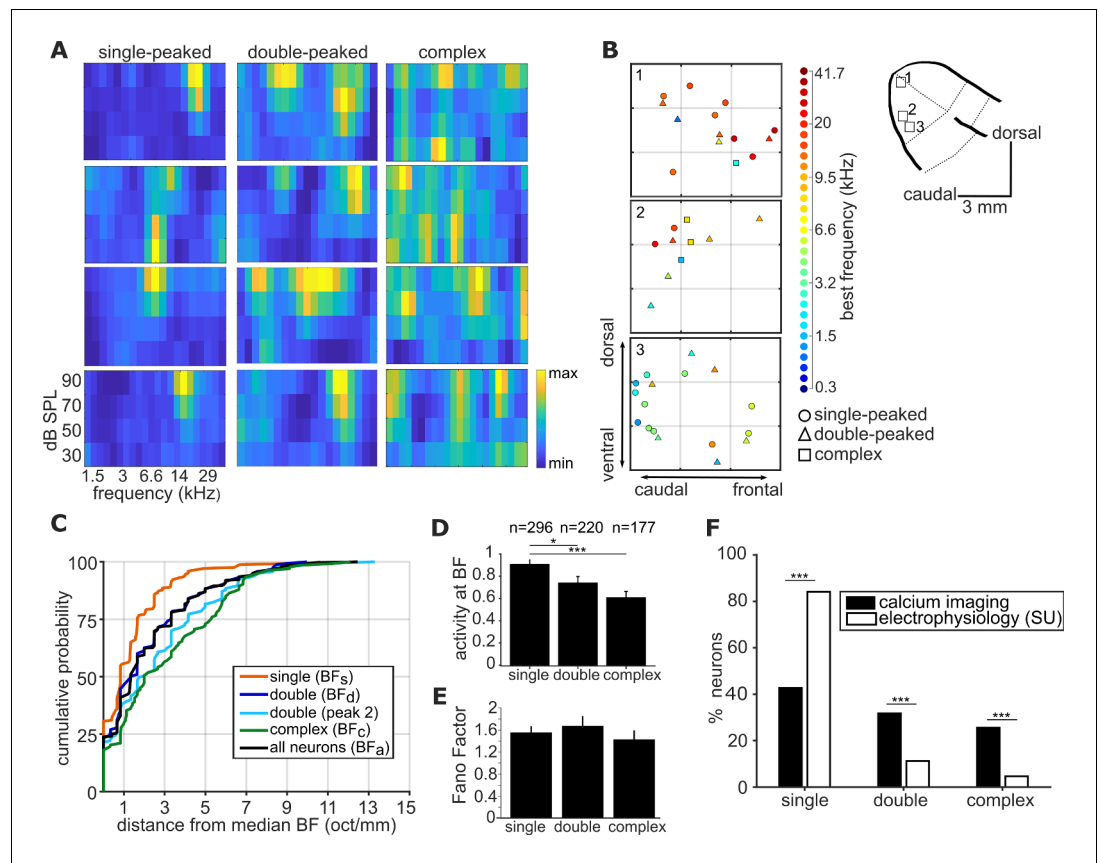 A
single-peaked
double-peaked
complex
90
70
50
30
dB SPL
1.5 3 6.6 14 29
frequency (kHz)
max
min
B
1
2
3
dorsal
ventral
caudal
frontal
41.7
20
9.5
6.6
3.2
1.5
0.3
best frequency (kHz)
single-peaked
double-peaked
complex
1
2
3
dorsal
caudal
3 mm
C
100
75
50
25
0
cumulative probability
1 3 5 7 9 11 13 15
distance from median BF (oct/mm)
single (BFs)
double (BFd)
double (peak 2)
complex (BFc)
all neurons (BFa)
D
n=296 n=220 n=177
*
***
1
0.8
0.6
0.4
0.2
0
activity at BF
single double complex
E
2
1.6
1.2
0.8
0.4
0
Fano Factor
single double complex
F
100
80
60
40
20
0
% neurons
***
***
***
calcium imaging
electrophysiology (SU)
single
double
complex